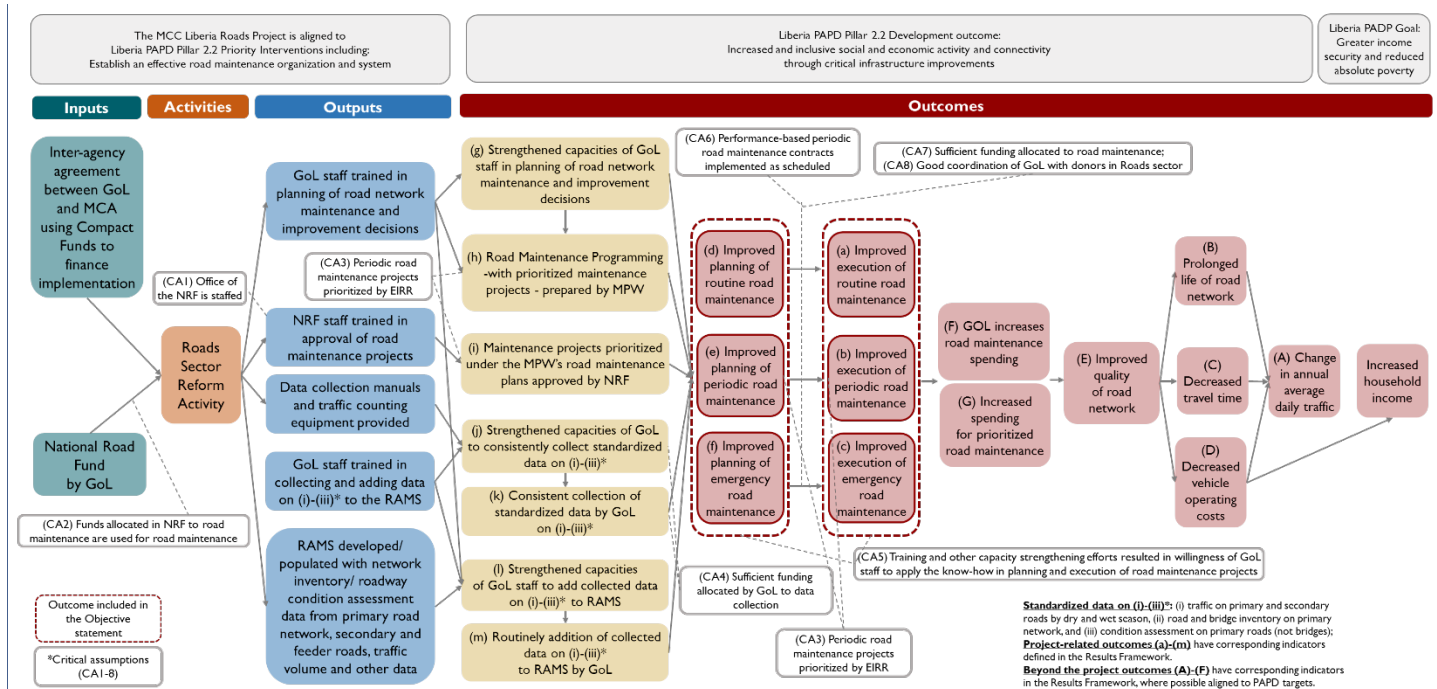 The MCC Liberia Roads Project is aligned to
Liberia PAPD Pillar 2.2 Priority Interventions including:
Establish an effective road maintenance organization and system
Liberia PAPD Pillar 2.2 Development outcome:
Increased and inclusive social and economic activity and connectivity
through critical infrastructure improvements
Liberia PADP Goal:
Greater income
security and reduced
absolute poverty
Inputs
Activities
Outputs
Outcomes
Inter-agency
agreement
between GoL
and MCA
using Compact
Funds to
finance
implementation
National Road
Fund
by GoL
(CA2) Funds allocated in NRF to road
maintenance are used for road maintenance
Outcome included in
the Objective
statement
*Critical assumptions
(CA1-8)
(CA1) Office of
the NRF is staffed
Roads
Sector
Reform
Activity
GoL staff trained in
planning of road network
maintenance and
improvement decisions
(CA3) Periodic road
maintenance projects
prioritized by EIRR
NRF staff trained in
approval of road
maintenance projects
Data collection manuals
and traffic counting
equipment provided
GoL staff trained in
collecting and adding data
on (i)-(iii)* to the RAMS
RAMS developed/
populated with network
inventory/ roadway
condition assessment
data from primary road
network, secondary and
feeder roads, traffic
volume and other data
(g) Strengthened capacities of GoL
staff in planning of road network
maintenance and improvement
decisions
(h) Road Maintenance Programming
-with prioritized maintenance
projects - prepared by MPW
(i) Maintenance projects prioritized
under the MPW's road maintenance
plans approved by NRF
(j) Strengthened capacities of GoL
to consistently collect standardized
data on (i)-(iii)*
(k) Consistent collection of
standardized data by GoL
on (i)-(iii)*
(l) Strengthened capacities
of GoL staff to add collected data
on (i)-(iii)* to RAMS
(m) Routinely addition of collected
data on (i)-(iii)*
to RAMS by GoL
(CA6) Performance-based periodic
road maintenance contracts
implemented as scheduled
(CA7) Sufficient funding allocated to road maintenance;
(CA8) Good coordination of GoL with donors in Roads sector
(d) Improved
planning of
routine road
maintenance
(e) Improved
planning of
periodic road
maintenance
(f) Improved
planning of
emergency
road
maintenance
(a) Improved
execution of
routine road
maintenance
(b) Improved
execution of
periodic road
maintenance
(c) Improved
execution of
emergency
road
maintenance
(CA4) Sufficient funding
allocated by GoL to data
collection
(CA5) Training and other capacity strengthening efforts resulted in willingness of GoL
staff to apply the know-how in planning and execution of road maintenance projects
(CA3) Periodic road
maintenance projects
prioritized by EIRR
(F) GOL increases
road maintenance
spending
(G) Increased
spending
for prioritized
road maintenance
(E) Improved
quality
of road
network
(B)
Prolonged
life of road
network
(C)
Decreased
travel time
(D)
Decreased
vehicle
operating
costs
(A) Change
in annual
average
daily traffic
Increased
household
income
Standardized data on (i)-(iii)*: (i) traffic on primary and secondary
roads by dry and wet season, (ii) road and bridge inventory on primary
network, and (iii) condition assessment on primary roads (not bridges);
Project-related outcomes (a)-(m) have corresponding indicators
defined in the Results Framework.
Beyond the project outcomes (A)-(F) have corresponding indicators
in the Results Framework, where possible aligned to PAPD targets.